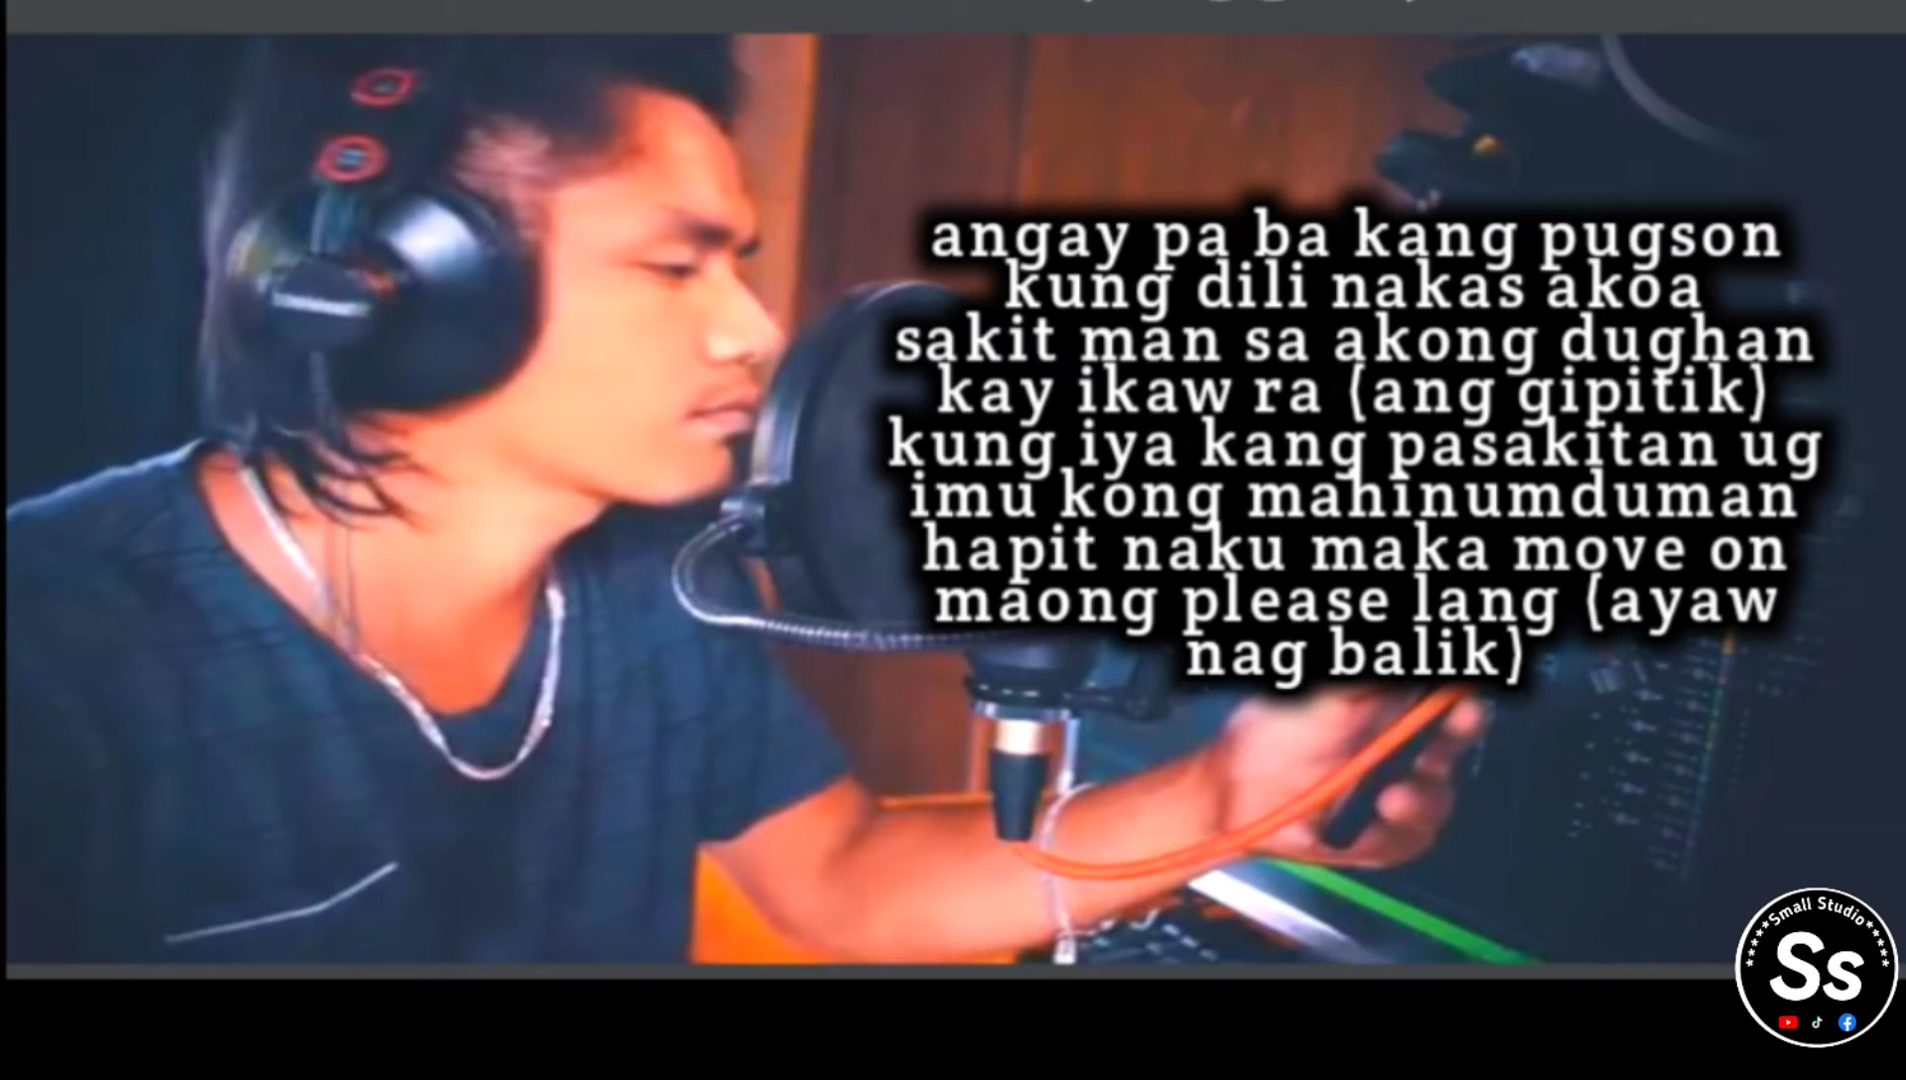 angay pa ba kang pugson
kung dili nakas akoa
sakit man sa akong dughan
kay ikaw ra (ang gipitik)
kung iya kang pasakitan ug
imu kong mahinumduman
hapit naku maka move on
maong please lang (ayaw
nag balik)
*****Small Studio*****
Ss